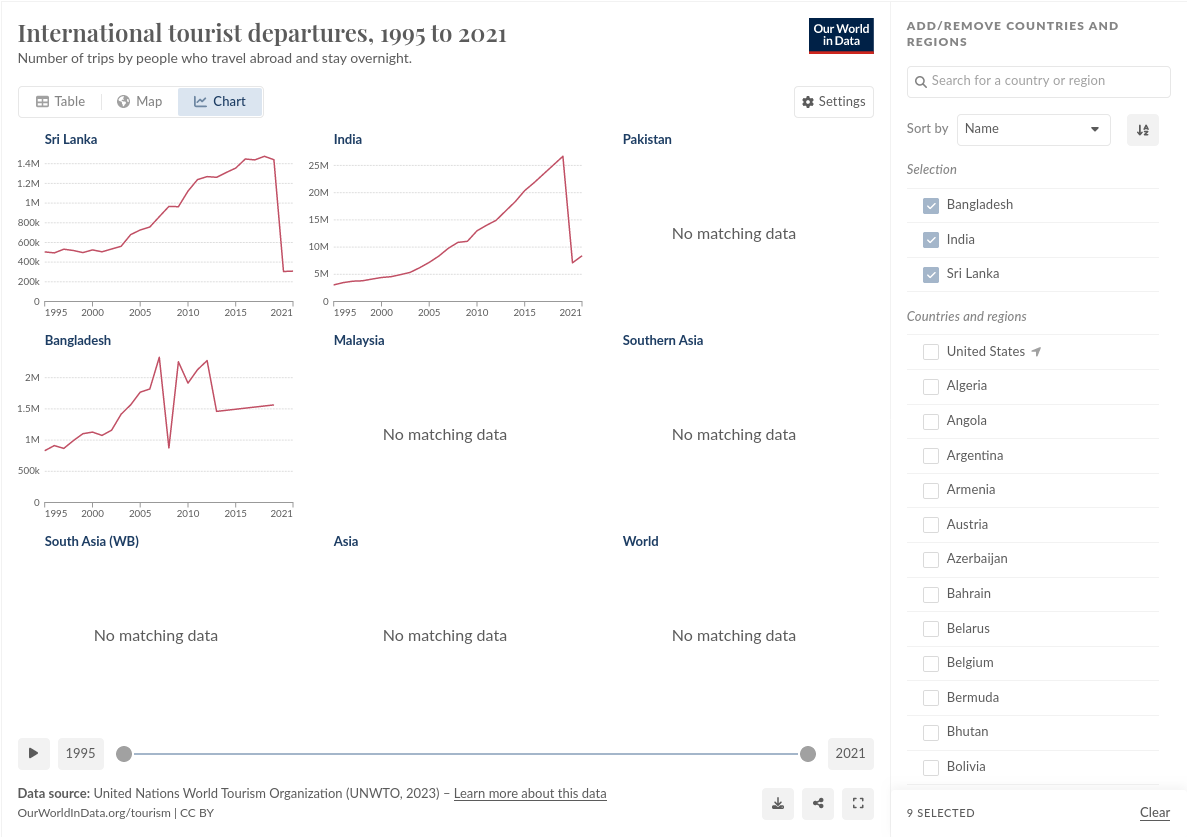 International tourist departures, 1995 to 2021
Number of trips by people who travel abroad and stay overnight.
Our World
in Data
Table
Map
Chart
Settings
Sri Lanka
1.4M
1.2M
1M
800k
600k
400k
200k
0
1995
2000
2005
2010
2015
2021
India
25M
20M
15M
10M
5M
0
1995
2000
2005
2010
2015
2021
Pakistan
No matching data
Bangladesh
2M
1.5M
1M
500k
0
1995
2000
2005
2010
2015
2021
Malaysia
No matching data
Southern Asia
No matching data
South Asia (WB)
No matching data
Asia
No matching data
World
No matching data
1995
2021
Data source: United Nations World Tourism Organization (UNWTO, 2023) – Learn more about this data
OurWorldInData.org/tourism | CC BY
ADD/REMOVE COUNTRIES AND
REGIONS
Search for a country or region
Sort by
Name
Selection
Bangladesh
India
Sri Lanka
Countries and regions
United States
Algeria
Angola
Argentina
Armenia
Austria
Azerbaijan
Bahrain
Belarus
Belgium
Bermuda
Bhutan
Bolivia
9 SELECTED
Clear